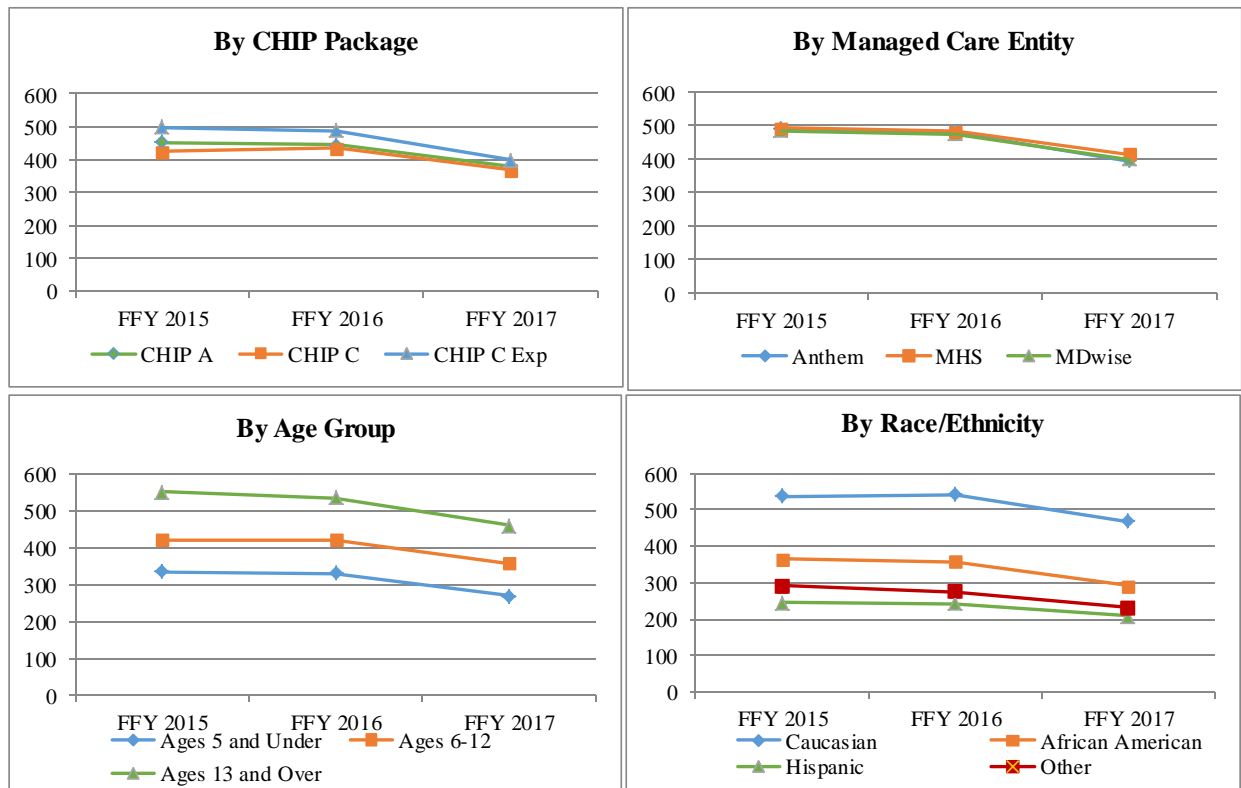 By CHIP Package
600
500
400
300
200
100
0
FFY 2015 FFY 2016 FFY 2017
CHIP A CHIP C CHIP C Exp
By Managed Care Entity
600
500
400
300
200
100
0
FFY 2015 FFY 2016 FFY 2017
Anthem MHS MDwise
By Age Group
600
500
400
300
200
100
0
FFY 2015 FFY 2016 FFY 2017
Ages 5 and Under Ages 6-12
Ages 13 and Over
By Race/Ethnicity
600
500
400
300
200
100
0
FFY 2015 FFY 2016 FFY 2017
Caucasian African American
Hispanic Other